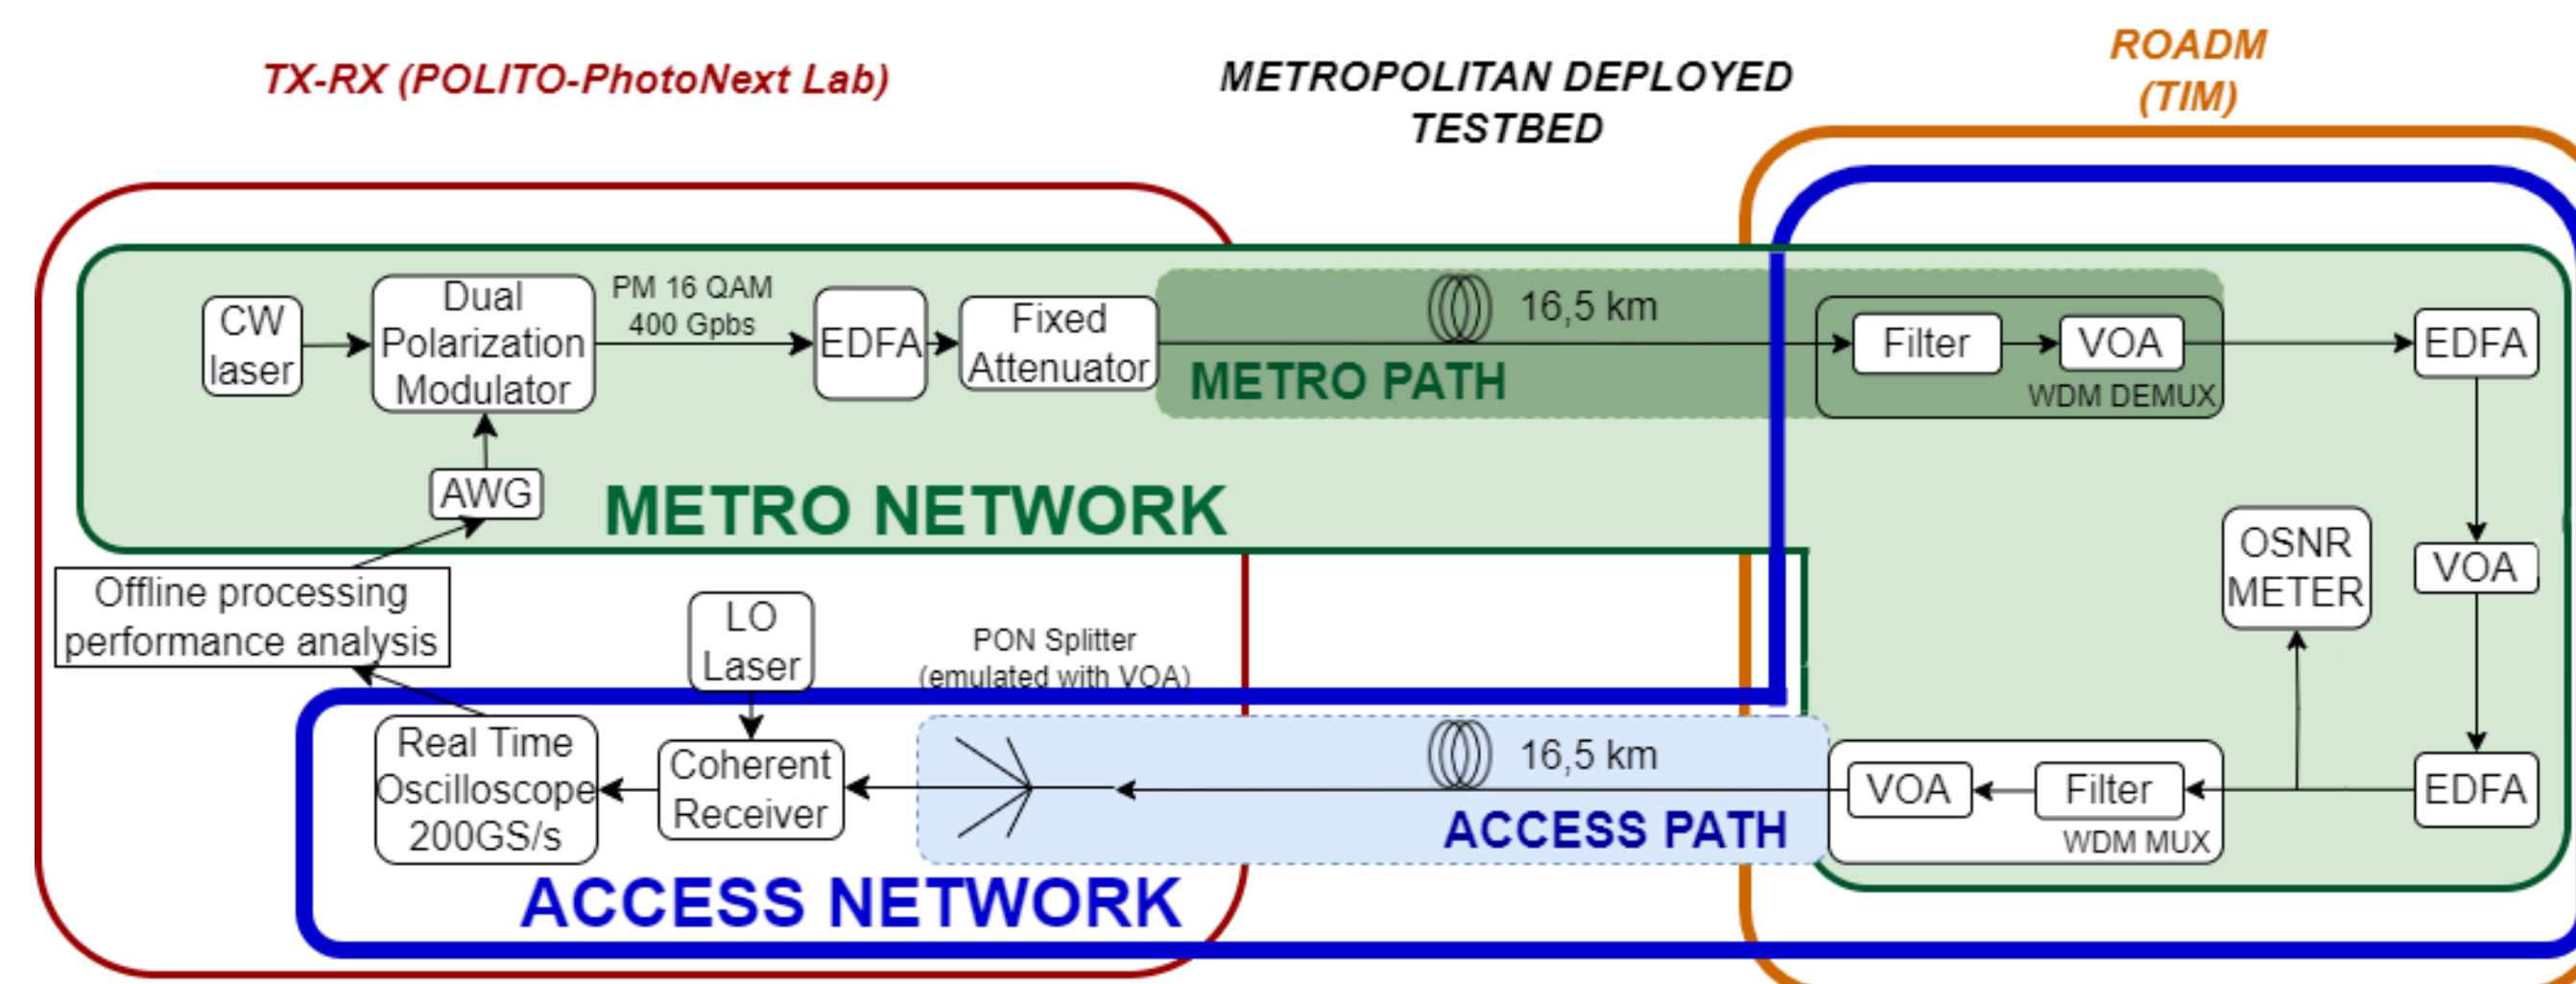 TX-RX (POLITO-PhotoNext Lab)
METROPOLITAN DEPLOYED
TESTBED
ROADM
(TIM)
CW
laser
Dual
Polarization
Modulator
PM 16 QAM
400 Gpbs
EDFA
Fixed
Attenuator
16,5 km
METRO PATH
Filter
VOA
WDM DEMUX
EDFA
AWG
METRO NETWORK
OSNR
METER
VOA
Offline processing
performance analysis
LO
Laser
PON Splitter
(emulated with VOA)
Real Time
Oscilloscope
200GS/s
Coherent
Receiver
16,5 km
ACCESS PATH
VOA
Filter
WDM MUX
EDFA
ACCESS NETWORK